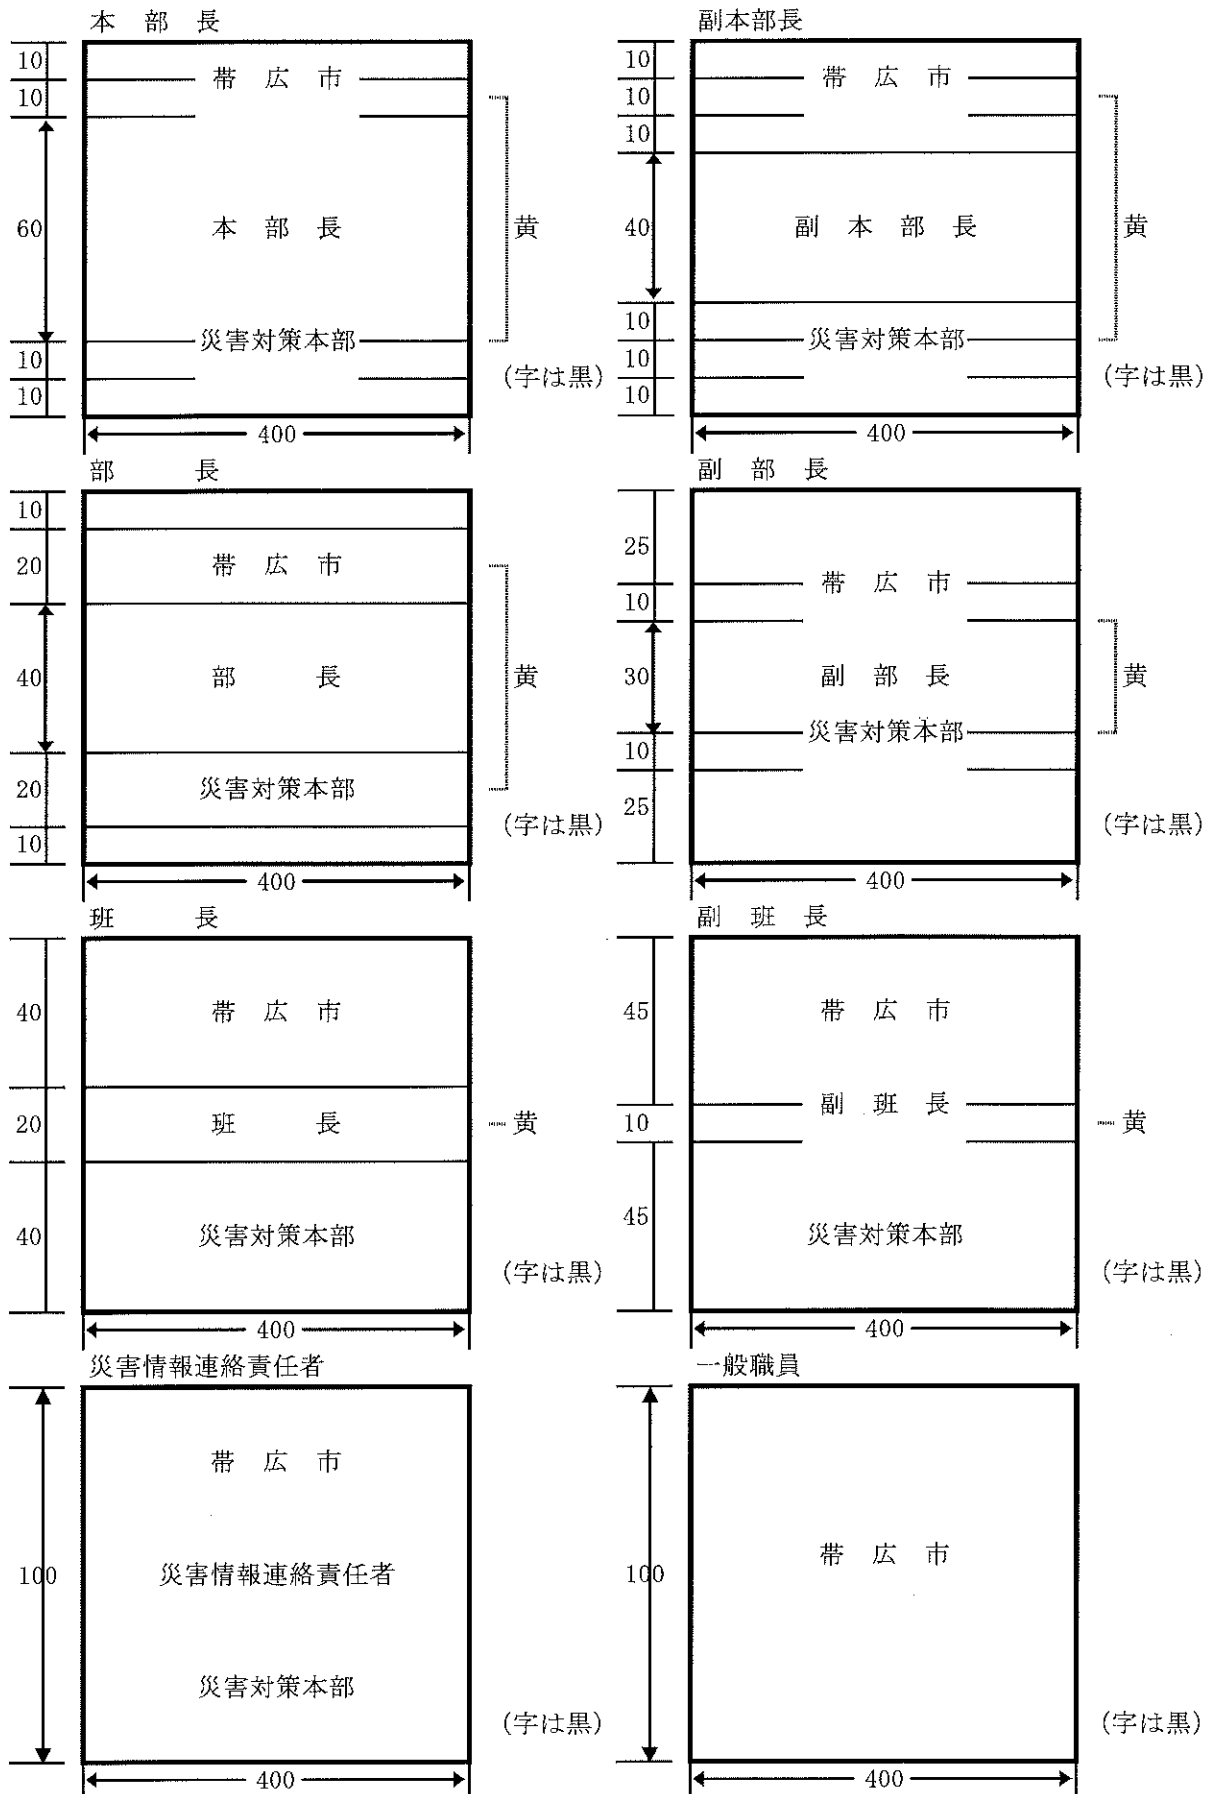 本　部　長
10
帯　広　市
10
60
本　部　長
黄
災害対策本部
10
10
(字は黒)
400
副本部長
10
帯　広　市
10
10
40
副　本　部　長
黄
10
災害対策本部
10
10
(字は黒)
400
部　　　長
10
20
帯　広　市
40
部　　　長
黄
20
災害対策本部
10
(字は黒)
400
副　部　長
25
帯　広　市
10
30
副　部　長
黄
災害対策本部
10
25
(字は黒)
400
班　　　長
40
帯　広　市
20
班　　　長
黄
40
災害対策本部
(字は黒)
400
副　班　長
45
帯　広　市
副　班　長
10
黄
45
災害対策本部
(字は黒)
400
災害情報連絡責任者
帯　広　市
100
災害情報連絡責任者
災害対策本部
(字は黒)
400
一般職員
帯　広　市
100
(字は黒)
400